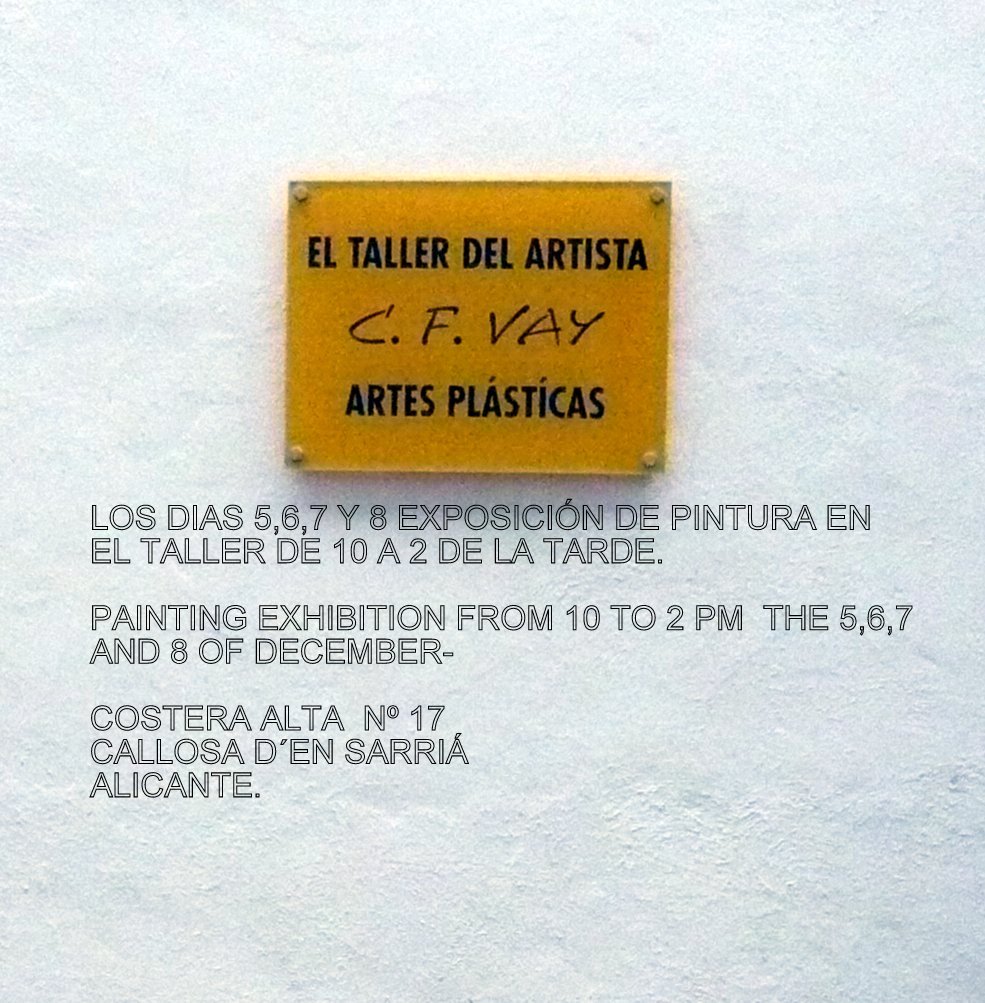 EL TALLER DEL ARTISTA
C. F. VAY
ARTES PLÁSTÍCAS
LOS DIAS 5,6,7 Y 8 EXPOSICIÓN DE PINTURA EN
EL TALLER DE 10 A 2 DE LA TARDE.
PAINTING EXHIBITION FROM 10 TO 2 PM  THE 5,6,7
AND 8 OF DECEMBER-
COSTERA ALTA  Nº 17
CALLOSA D´EN SARRIÁ
ALICANTE.